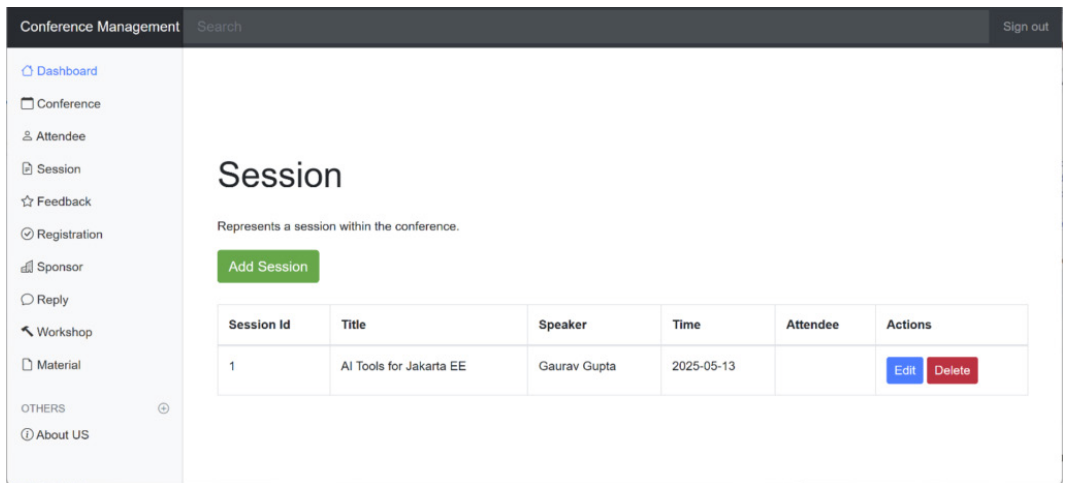 Conference Management Search Sign out
Dashboard
Conference
Attendee
Session
Feedback
Registration
Sponsor
Reply
Workshop
Material
OTHERS
About US
Session
Represents a session within the conference.
Add Session
Session Id Title Speaker Time Attendee Actions
1 AI Tools for Jakarta EE Gaurav Gupta 2025-05-13 Edit Delete